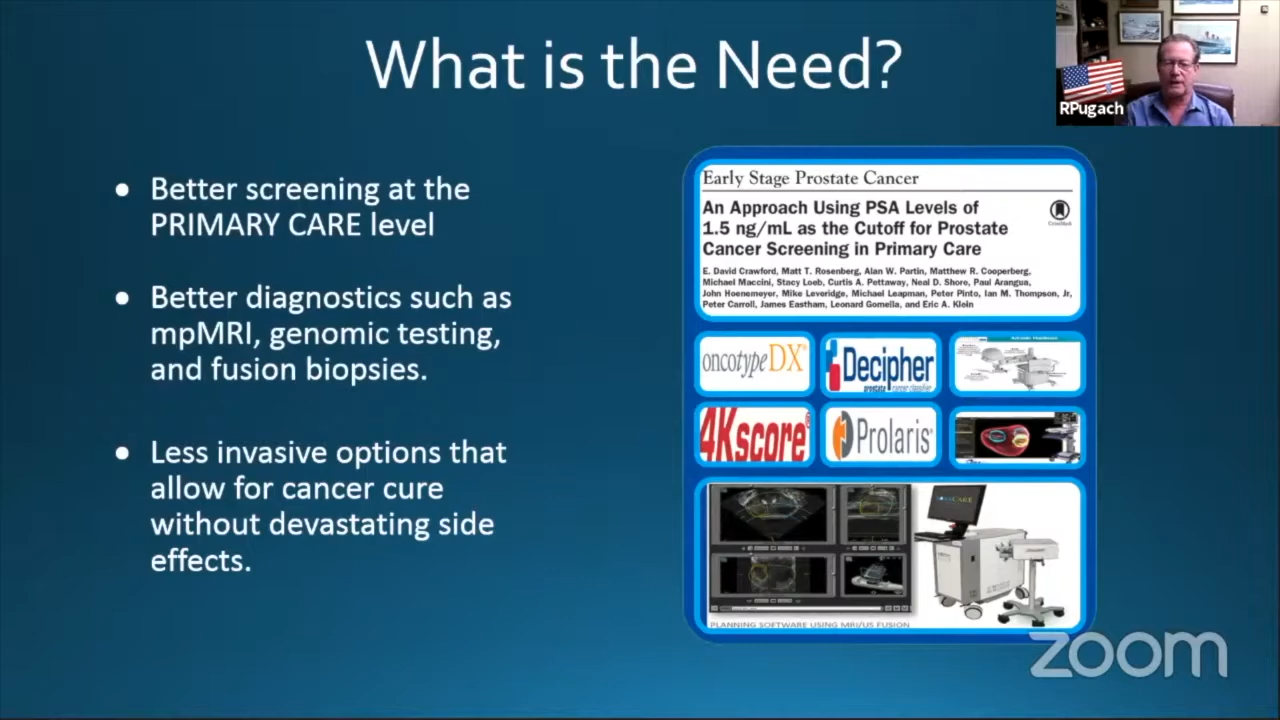 What is the Need?
RPugach
• Better screening at the
PRIMARY CARE level
• Better diagnostics such as
mpMRI, genomic testing,
and fusion biopsies.
• Less invasive options that
allow for cancer cure
without devastating side
effects.
Early Stage Prostate Cancer
An Approach Using PSA Levels of
1.5 ng/mL as the Cutoff for Prostate
Cancer Screening in Primary Care
CrossMark
E. David Crawford, Matt T. Rosenberg, Alan W. Partin, Matthew R. Cooperberg,
Michael Maccini, Stacy Loeb, Curtis A. Pettaway, Neal D. Shore, Paul Arangua,
John Hoenemeyer, Mike Leveridge, Michael Leapman, Peter Pinto, Ian M. Thompson, Jr,
Peter Carroll, James Eastham, Leonard Gomella, and Eric A. Klein
oncotypeDX®
Decipher
prostate cancer classifier
4Kscore®
Prolaris®
PLANNING SOFTWARE USING MRI/US FUSION
zoom